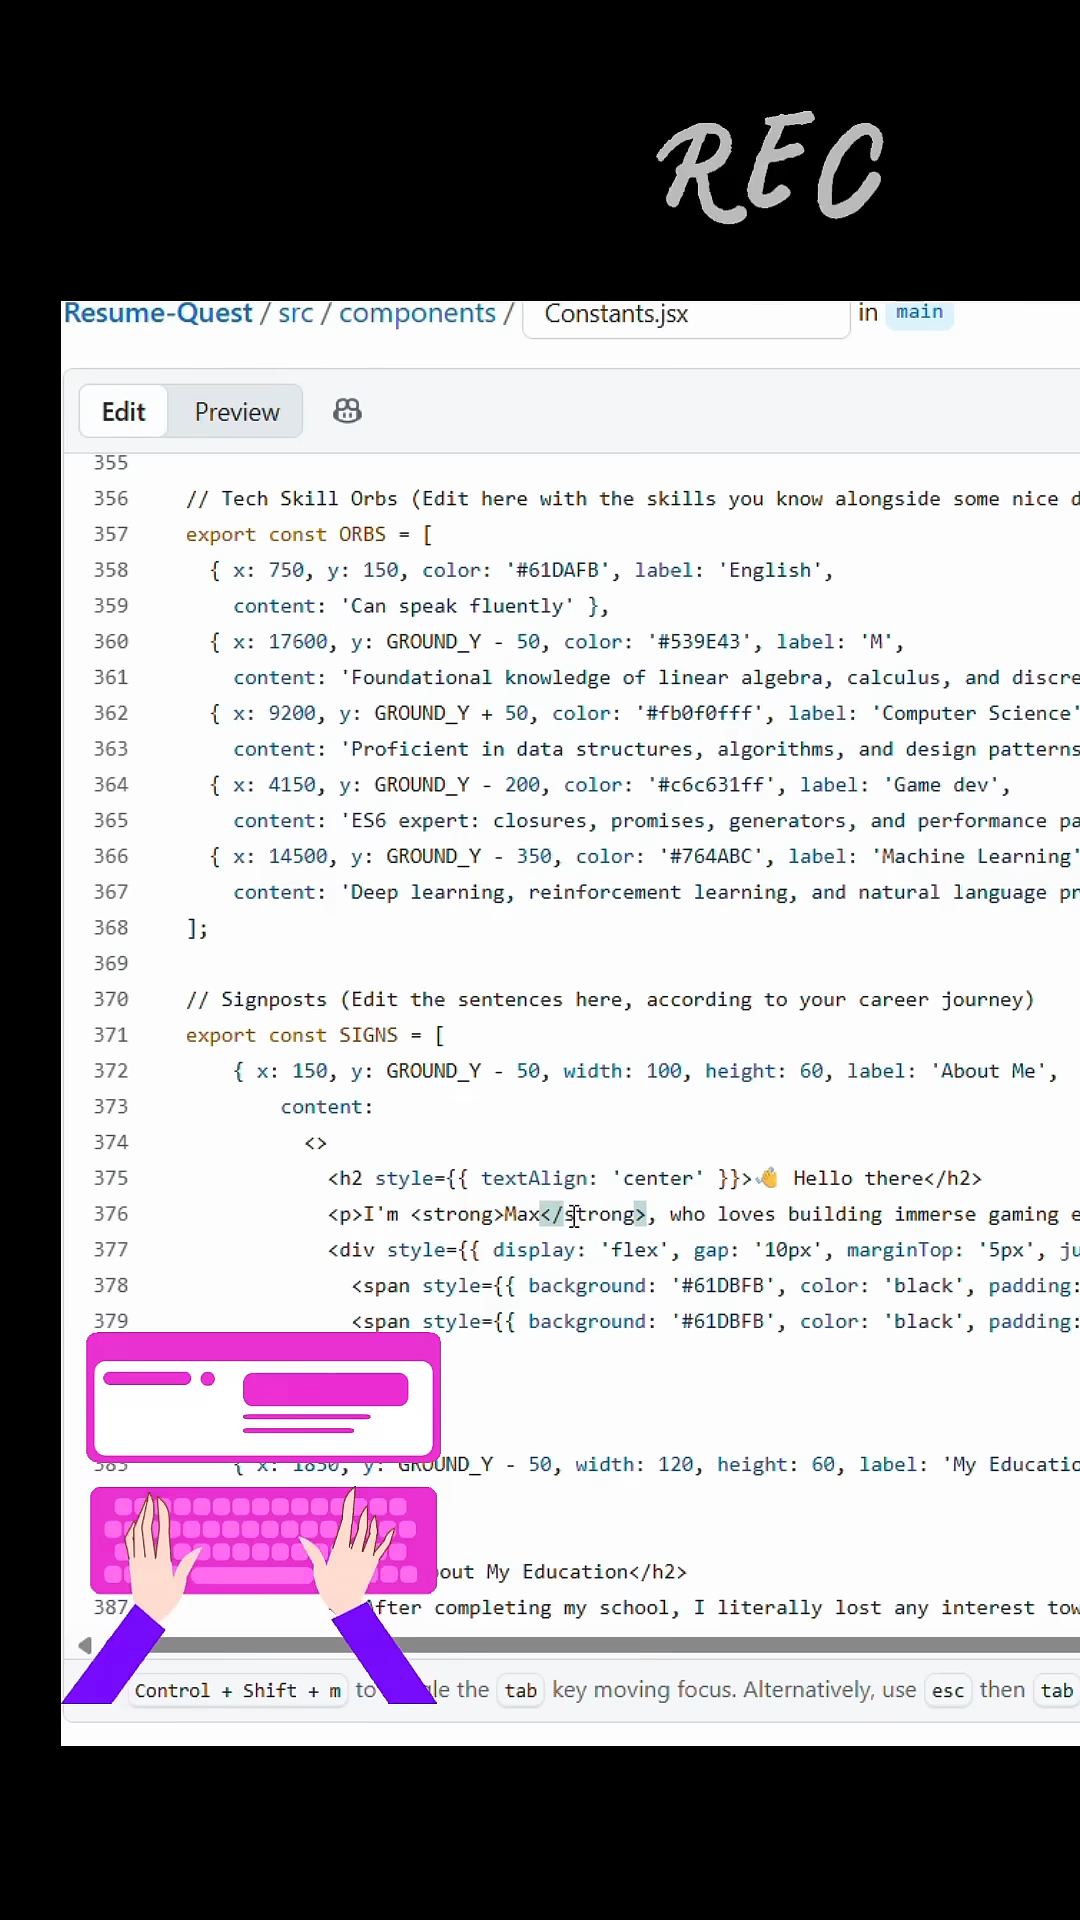 REC
Resume-Quest / src / components / Constants.jsx in main
Edit Preview
355
356 // Tech Skill Orbs (Edit here with the skills you know alongside some nice d
357 export const ORBS = [
358 { x: 750, y: 150, color: '#61DAFB', label: 'English',
359 content: 'Can speak fluently' },
360 { x: 17600, y: GROUND_Y - 50, color: '#539E43', label: 'M',
361 content: 'Foundational knowledge of linear algebra, calculus, and discre
362 { x: 9200, y: GROUND_Y + 50, color: '#fb0f0fff', label: 'Computer Science'
363 content: 'Proficient in data structures, algorithms, and design patterns
364 { x: 4150, y: GROUND_Y - 200, color: '#c6c631ff', label: 'Game dev',
365 content: 'ES6 expert: closures, promises, generators, and performance pa
366 { x: 14500, y: GROUND_Y - 350, color: '#764ABC', label: 'Machine Learning'
367 content: 'Deep learning, reinforcement learning, and natural language pr
368 ];
369
370 // Signposts (Edit the sentences here, according to your career journey)
371 export const SIGNS = [
372 { x: 150, y: GROUND_Y - 50, width: 100, height: 60, label: 'About Me',
373 content:
374 <>
375 <h2 style={{ textAlign: 'center' }}>👋 Hello there</h2>
376 <p>I'm <strong>Max</strong>, who loves building immerse gaming e
377 <div style={{ display: 'flex', gap: '10px', marginTop: '5px', ju
378 <span style={{ background: '#61DBFB', color: 'black', padding:
379 <span style={{ background: '#61DBFB', color: 'black', padding:
383 { x: 1850, y: GROUND_Y - 50, width: 120, height: 60, label: 'My Educatio
out My Education</h2>
387 After completing my school, I literally lost any interest tow
Control + Shift + m to le the tab key moving focus. Alternatively, use esc then tab